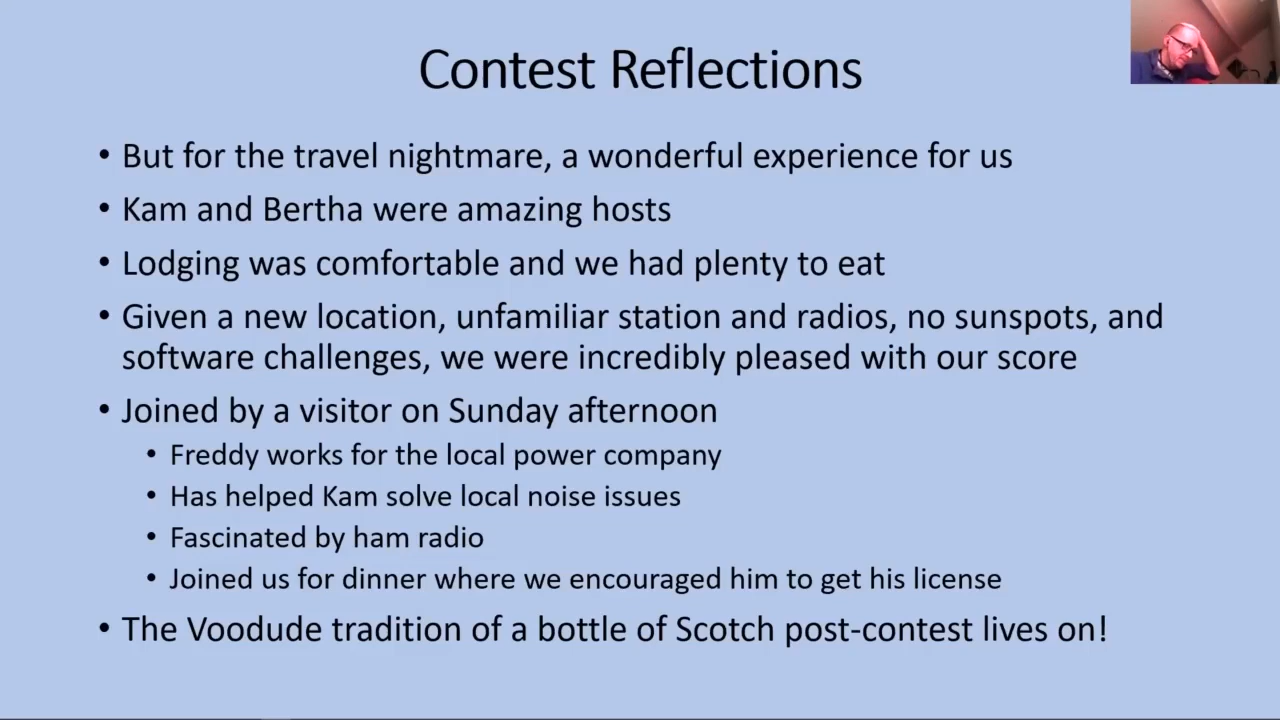 Contest Reflections
• But for the travel nightmare, a wonderful experience for us
• Kam and Bertha were amazing hosts
• Lodging was comfortable and we had plenty to eat
• Given a new location, unfamiliar station and radios, no sunspots, and
software challenges, we were incredibly pleased with our score
• Joined by a visitor on Sunday afternoon
• Freddy works for the local power company
• Has helped Kam solve local noise issues
• Fascinated by ham radio
• Joined us for dinner where we encouraged him to get his license
• The Voodude tradition of a bottle of Scotch post-contest lives on!